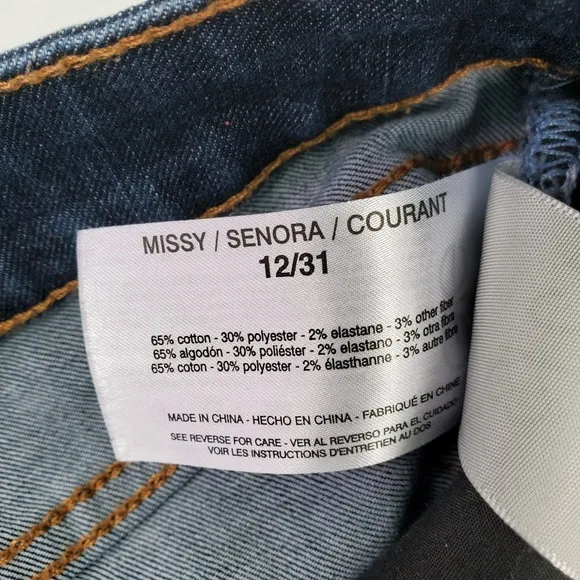 MISSY / SENORA / COURANT
12/31
65% cotton - 30% polyester - 2% elastane - 3% other fiber
65% algodón - 30% poliéster - 2% elastano - 3% otra fibra
65% coton - 30% polyester - 2% élasthanne - 3% autre fibre
MADE IN CHINA - HECHO EN CHINA - FABRIQUÉ EN CHINE
SEE REVERSE FOR CARE - VER AL REVERSO PARA EL CUIDADO-
VOIR LES INSTRUCTIONS D'ENTRETIEN AU DOS